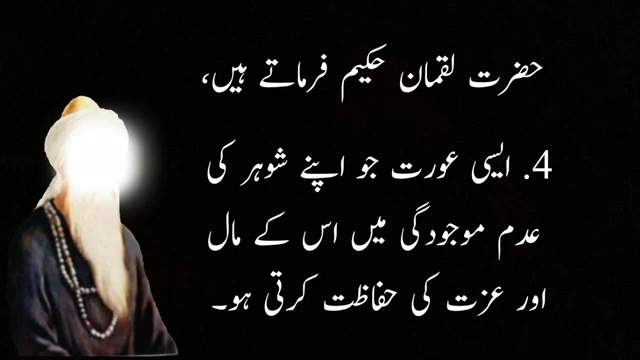 حضرت لقمان حکیم فرماتے ہیں،
4. ایسی عورت جو اپنے شوہر کی
عدم موجودگی میں اس کے مال
اور عزت کی حفاظت کرتی ہو۔